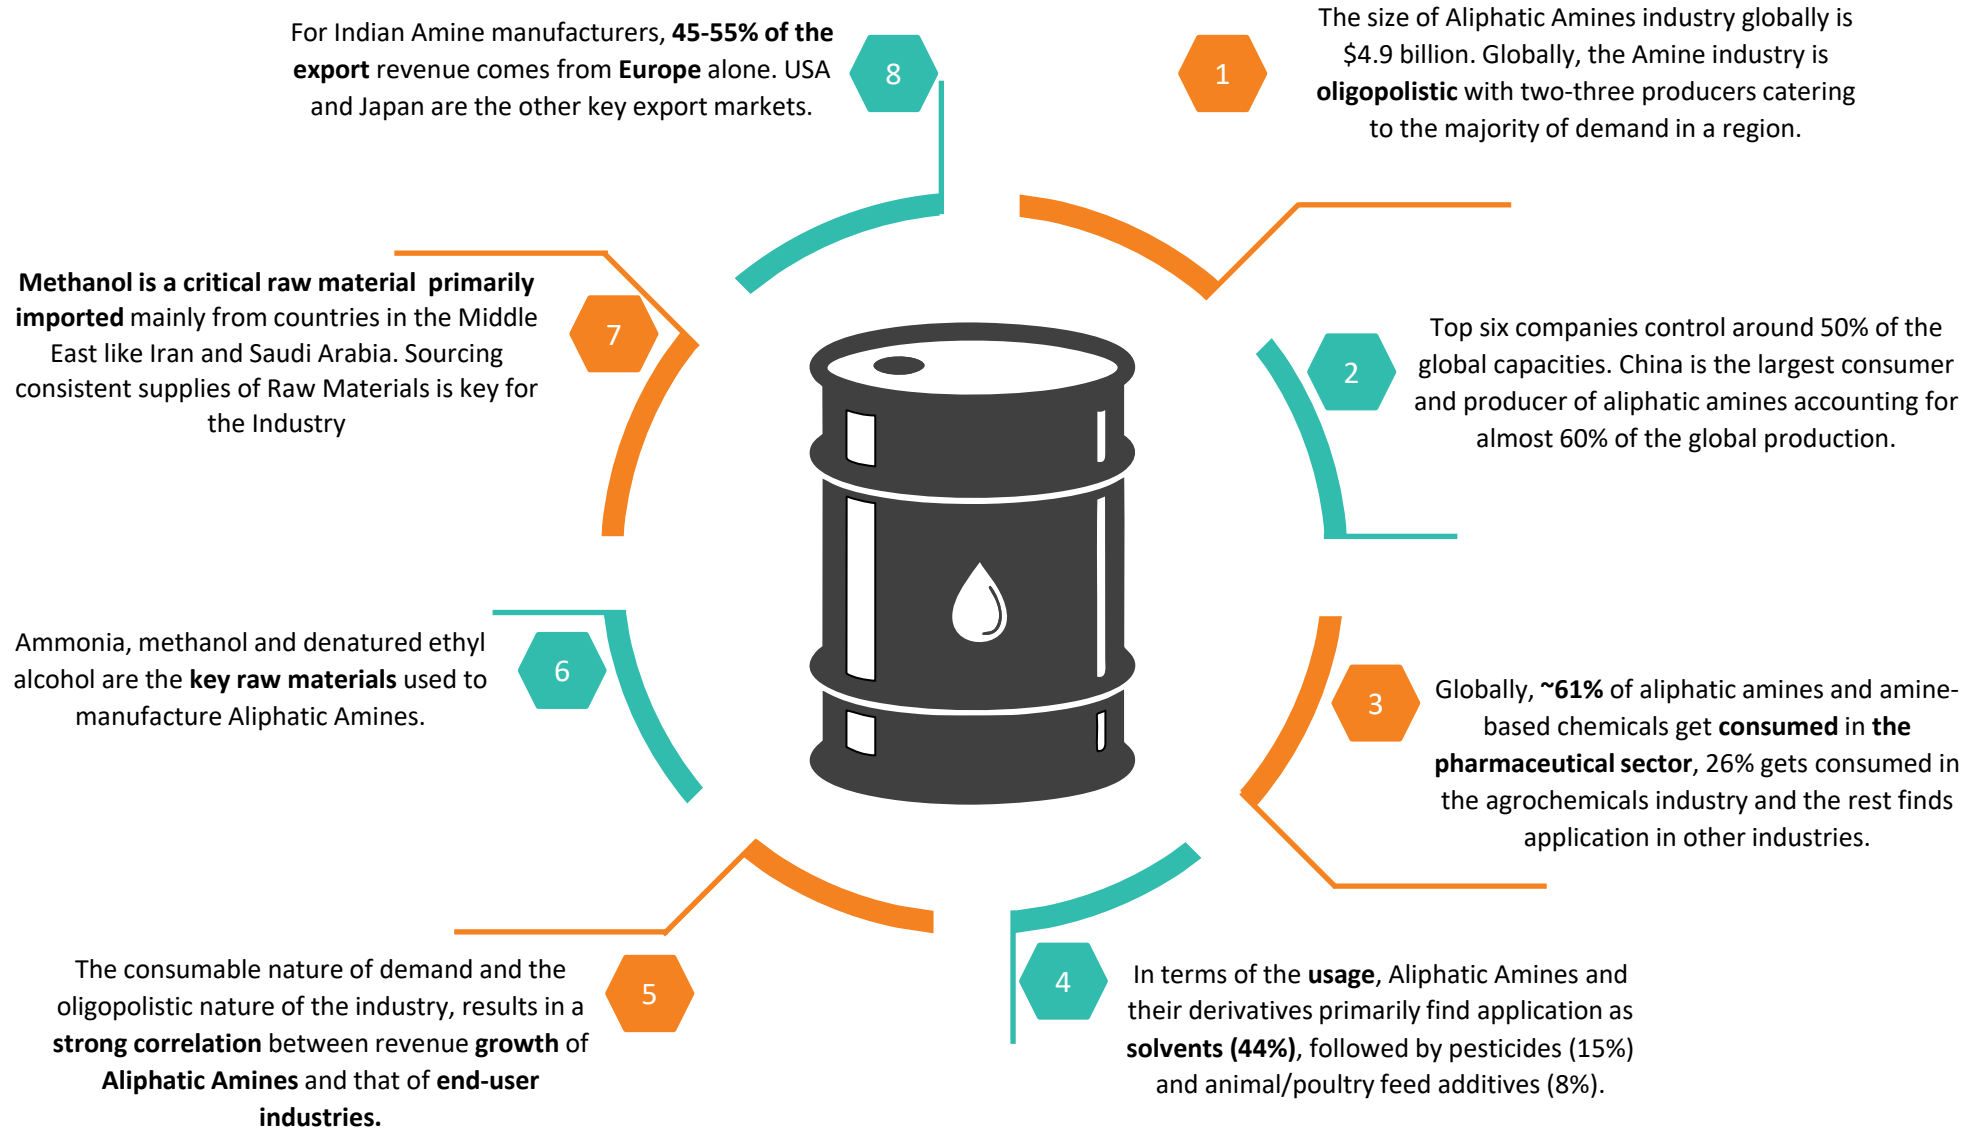 1
The size of Aliphatic Amines industry globally is
$4.9 billion. Globally, the Amine industry is
oligopolistic with two-three producers catering
to the majority of demand in a region.
2
Top six companies control around 50% of the
global capacities. China is the largest consumer
and producer of aliphatic amines accounting for
almost 60% of the global production.
3
Globally, ~61% of aliphatic amines and amine-
based chemicals get consumed in the
pharmaceutical sector, 26% gets consumed in
the agrochemicals industry and the rest finds
application in other industries.
4
In terms of the usage, Aliphatic Amines and
their derivatives primarily find application as
solvents (44%), followed by pesticides (15%)
and animal/poultry feed additives (8%).
5
The consumable nature of demand and the
oligopolistic nature of the industry, results in a
strong correlation between revenue growth of
Aliphatic Amines and that of end-user
industries.
6
Ammonia, methanol and denatured ethyl
alcohol are the key raw materials used to
manufacture Aliphatic Amines.
7
Methanol is a critical raw material primarily
imported mainly from countries in the Middle
East like Iran and Saudi Arabia. Sourcing
consistent supplies of Raw Materials is key for
the Industry
8
For Indian Amine manufacturers, 45-55% of the
export revenue comes from Europe alone. USA
and Japan are the other key export markets.